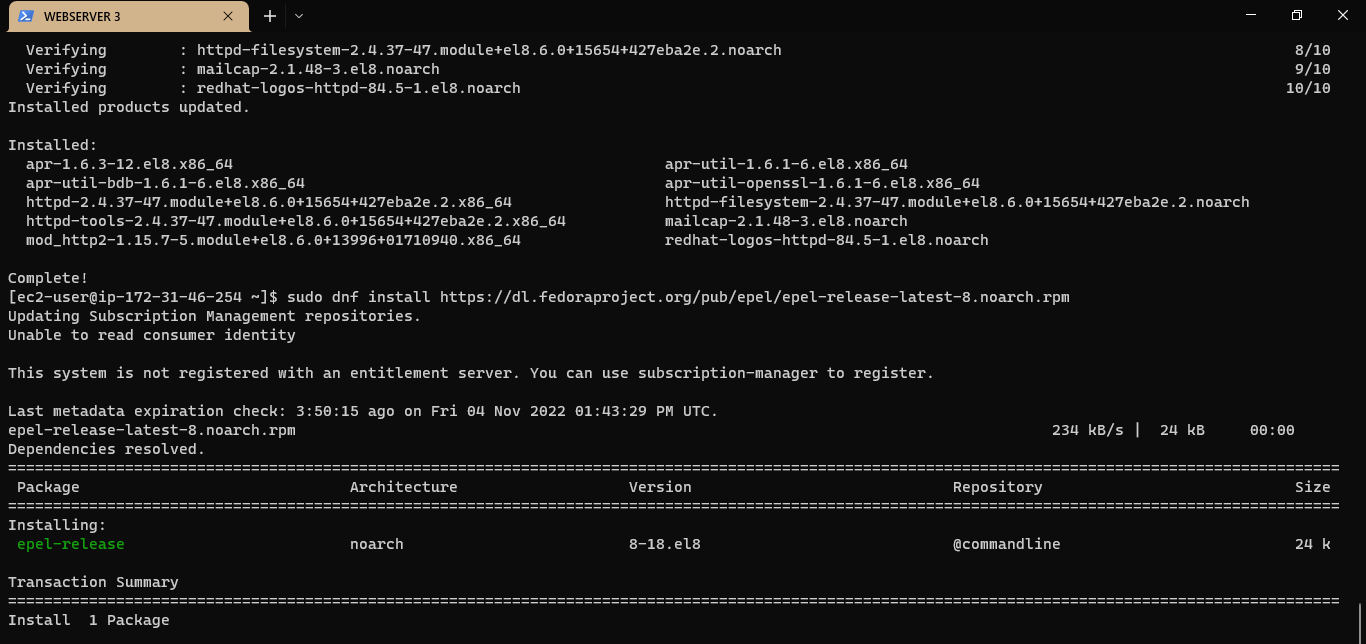 WEBSERVER 3
Verifying : httpd-filesystem-2.4.37-47.module+el8.6.0+15654+427eba2e.2.noarch 8/10
Verifying : mailcap-2.1.48-3.el8.noarch 9/10
Verifying : redhat-logos-httpd-84.5-1.el8.noarch 10/10
Installed products updated.
Installed:
apr-1.6.3-12.el8.x86_64 apr-util-1.6.1-6.el8.x86_64
apr-util-bdb-1.6.1-6.el8.x86_64 apr-util-openssl-1.6.1-6.el8.x86_64
httpd-2.4.37-47.module+el8.6.0+15654+427eba2e.2.x86_64 httpd-filesystem-2.4.37-47.module+el8.6.0+15654+427eba2e.2.noarch
httpd-tools-2.4.37-47.module+el8.6.0+15654+427eba2e.2.x86_64 mailcap-2.1.48-3.el8.noarch
mod_http2-1.15.7-5.module+el8.6.0+13996+01710940.x86_64 redhat-logos-httpd-84.5-1.el8.noarch
Complete!
[ec2-user@ip-172-31-46-254 ~]$ sudo dnf install https://dl.fedoraproject.org/pub/epel/epel-release-latest-8.noarch.rpm
Updating Subscription Management repositories.
Unable to read consumer identity
This system is not registered with an entitlement server. You can use subscription-manager to register.
Last metadata expiration check: 3:50:15 ago on Fri 04 Nov 2022 01:43:29 PM UTC.
epel-release-latest-8.noarch.rpm 234 kB/s | 24 kB 00:00
Dependencies resolved.
Package Architecture Version Repository Size
Installing:
epel-release noarch 8-18.el8 @commandline 24 k
Transaction Summary
Install 1 Package